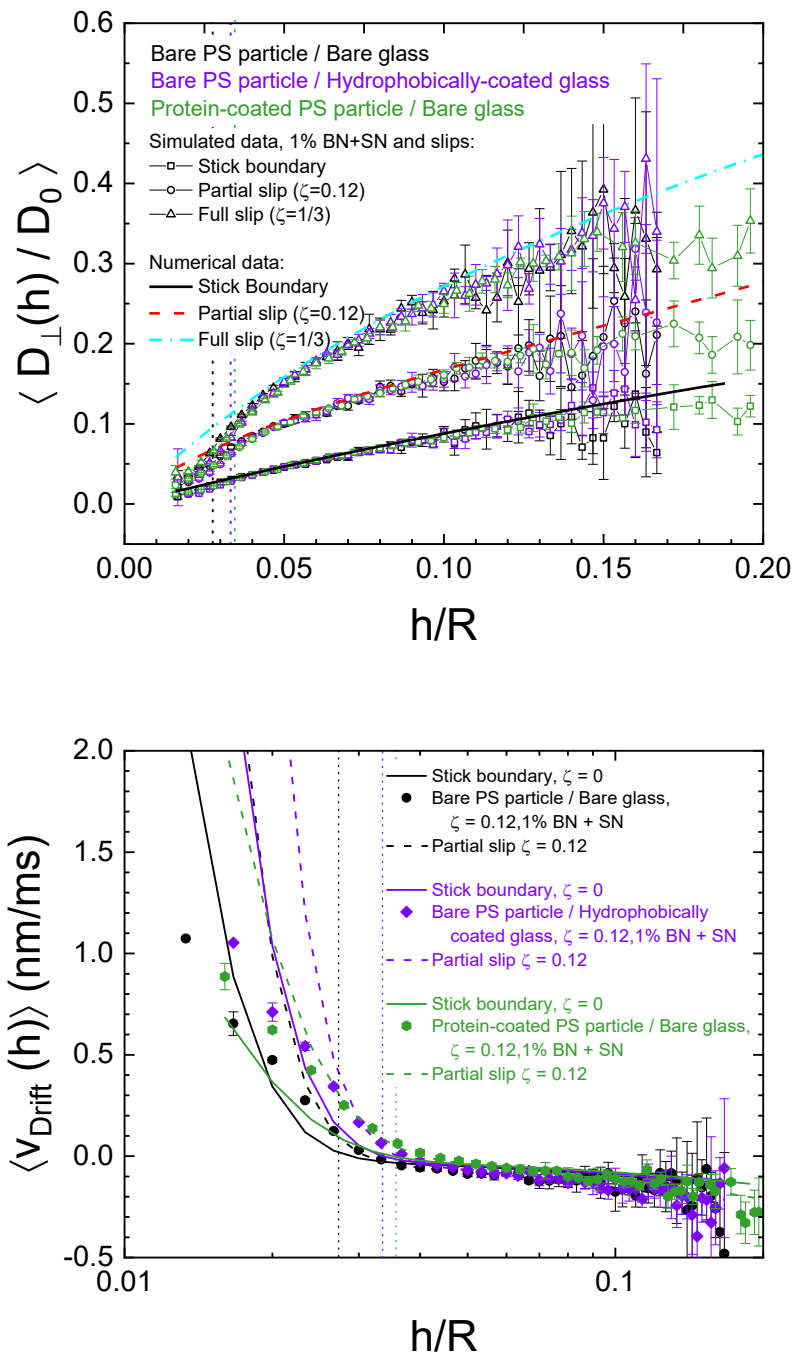 0.6
0.5
0.4
0.3
0.2
0.1
0.0
⟨ D⊥(h) / D0 ⟩
Bare PS particle / Bare glass
Bare PS particle / Hydrophobically-coated glass
Protein-coated PS particle / Bare glass
Simulated data, 1% BN+SN and slips:
Stick boundary
Partial slip (ζ=0.12)
Full slip (ζ=1/3)
Numerical data:
Stick Boundary
Partial slip (ζ=0.12)
Full slip (ζ=1/3)
0.00 0.05 0.10 0.15 0.20
h/R
2.0
1.5
1.0
0.5
0.0
-0.5
⟨vDrift (h)⟩ (nm/ms)
Stick boundary, ζ = 0
Bare PS particle / Bare glass,
ζ = 0.12,1% BN + SN
Partial slip ζ = 0.12
Stick boundary, ζ = 0
Bare PS particle / Hydrophobically
coated glass, ζ = 0.12,1% BN + SN
Partial slip ζ = 0.12
Stick boundary, ζ = 0
Protein-coated PS particle / Bare glass,
ζ = 0.12,1% BN + SN
Partial slip ζ = 0.12
0.01 0.1
h/R